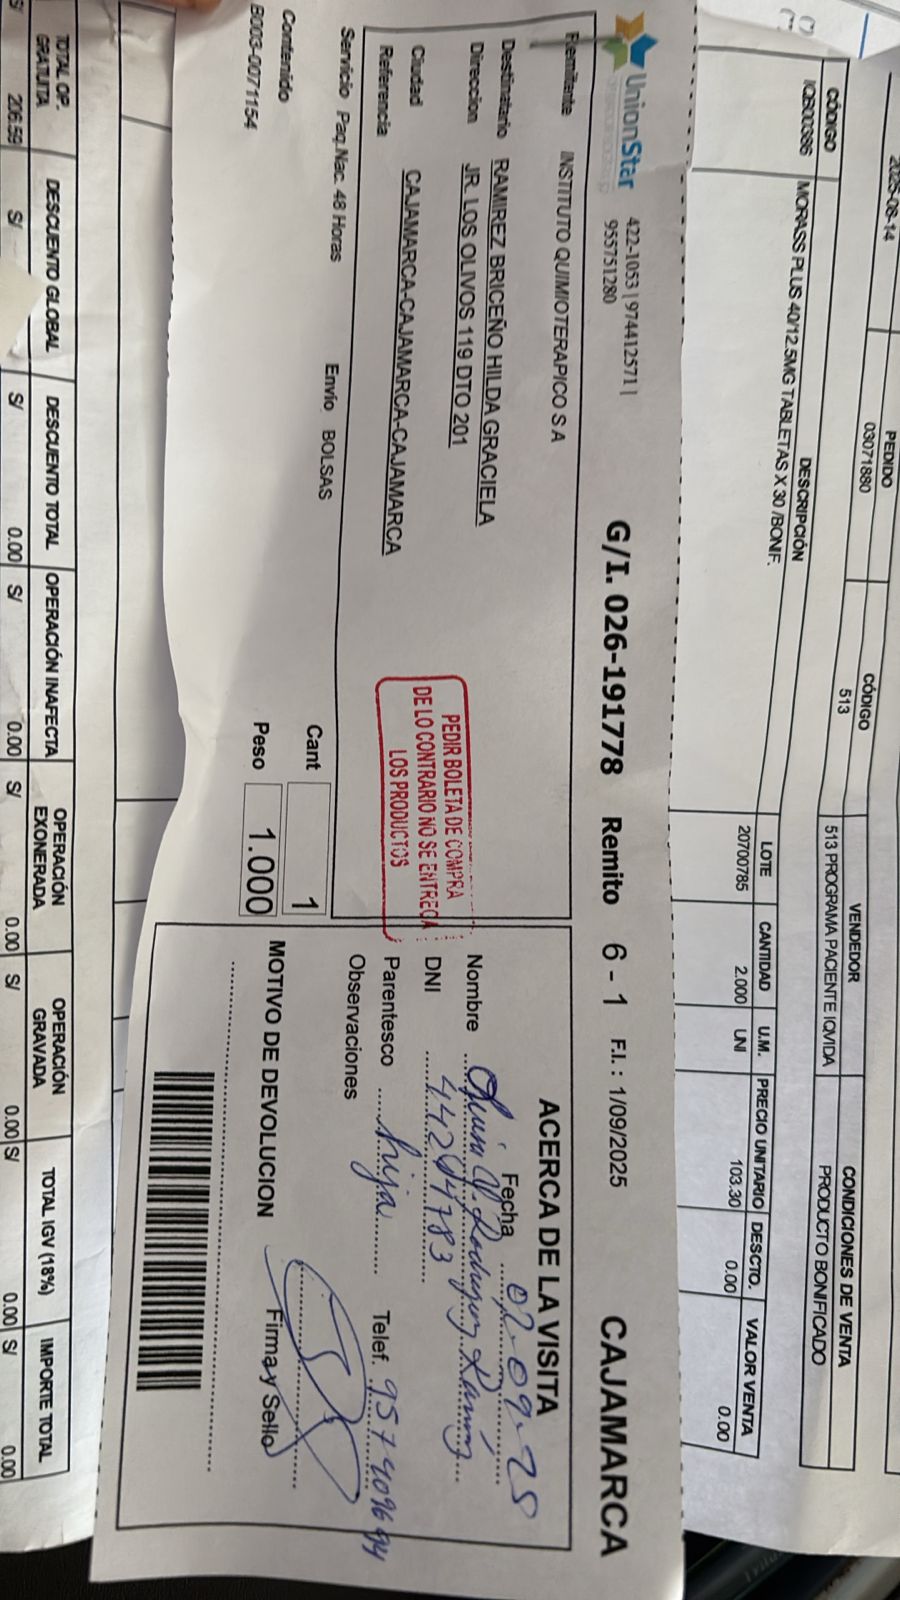 2025-08-14
PEDIDO
03071880
CÓDIGO
513
VENDEDOR
513 PROGRAMA PACIENTE IQVIDA
CONDICIONES DE VENTA
PRODUCTO BONIFICADO
CÓDIGO DESCRIPCIÓN LOTE CANTIDAD U.M. PRECIO UNITARIO DESCTO. VALOR VENTA
MORASS PLUS 40/12.5MG TABLETAS X 30 /BONIF. 20700785 2.000 UNI 103.30 0.00 0.00
UnionStar
422-1053 | 974412571 |
955751280
G/I. 026-191778 Remito 6 - 1 F.I. : 1/09/2025 CAJAMARCA
Remitente INSTITUTO QUIMIOTERAPICO S A
Destinatario RAMIREZ BRICEÑO HILDA GRACIELA
Direccion JR. LOS OLIVOS 119 DTO 201
Ciudad CAJAMARCA-CAJAMARCA-CAJAMARCA
Referencia
Servicio Paq.Nac. 48 Horas Envío BOLSAS
Contenido
B003-0071154
PEDIR BOLETA DE COMPRA
DE LO CONTRARIO NO SE ENTREGA
LOS PRODUCTOS
Cant 1
Peso 1.000
ACERCA DE LA VISITA
Fecha 02-09-25
Nombre
DNI
Parentesco hija Telef.
Observaciones
MOTIVO DE DEVOLUCION Firma y Sello
TOTAL OP. GRATUITA DESCUENTO GLOBAL DESCUENTO TOTAL OPERACIÓN INAFECTA OPERACIÓN EXONERADA OPERACIÓN GRAVADA TOTAL IGV (18%) IMPORTE TOTAL
S/ 206.59 S/ S/ 0.00 S/ 0.00 S/ 0.00 S/ 0.00 S/ 0.00 S/ 0.00